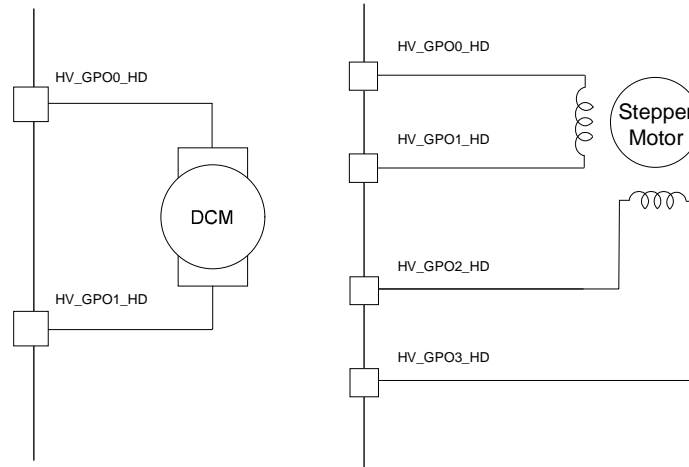 HV_GPO0_HD
DCM
HV_GPO1_HD
HV_GPO0_HD
HV_GPO1_HD
Stepper
Motor
HV_GPO2_HD
HV_GPO3_HD